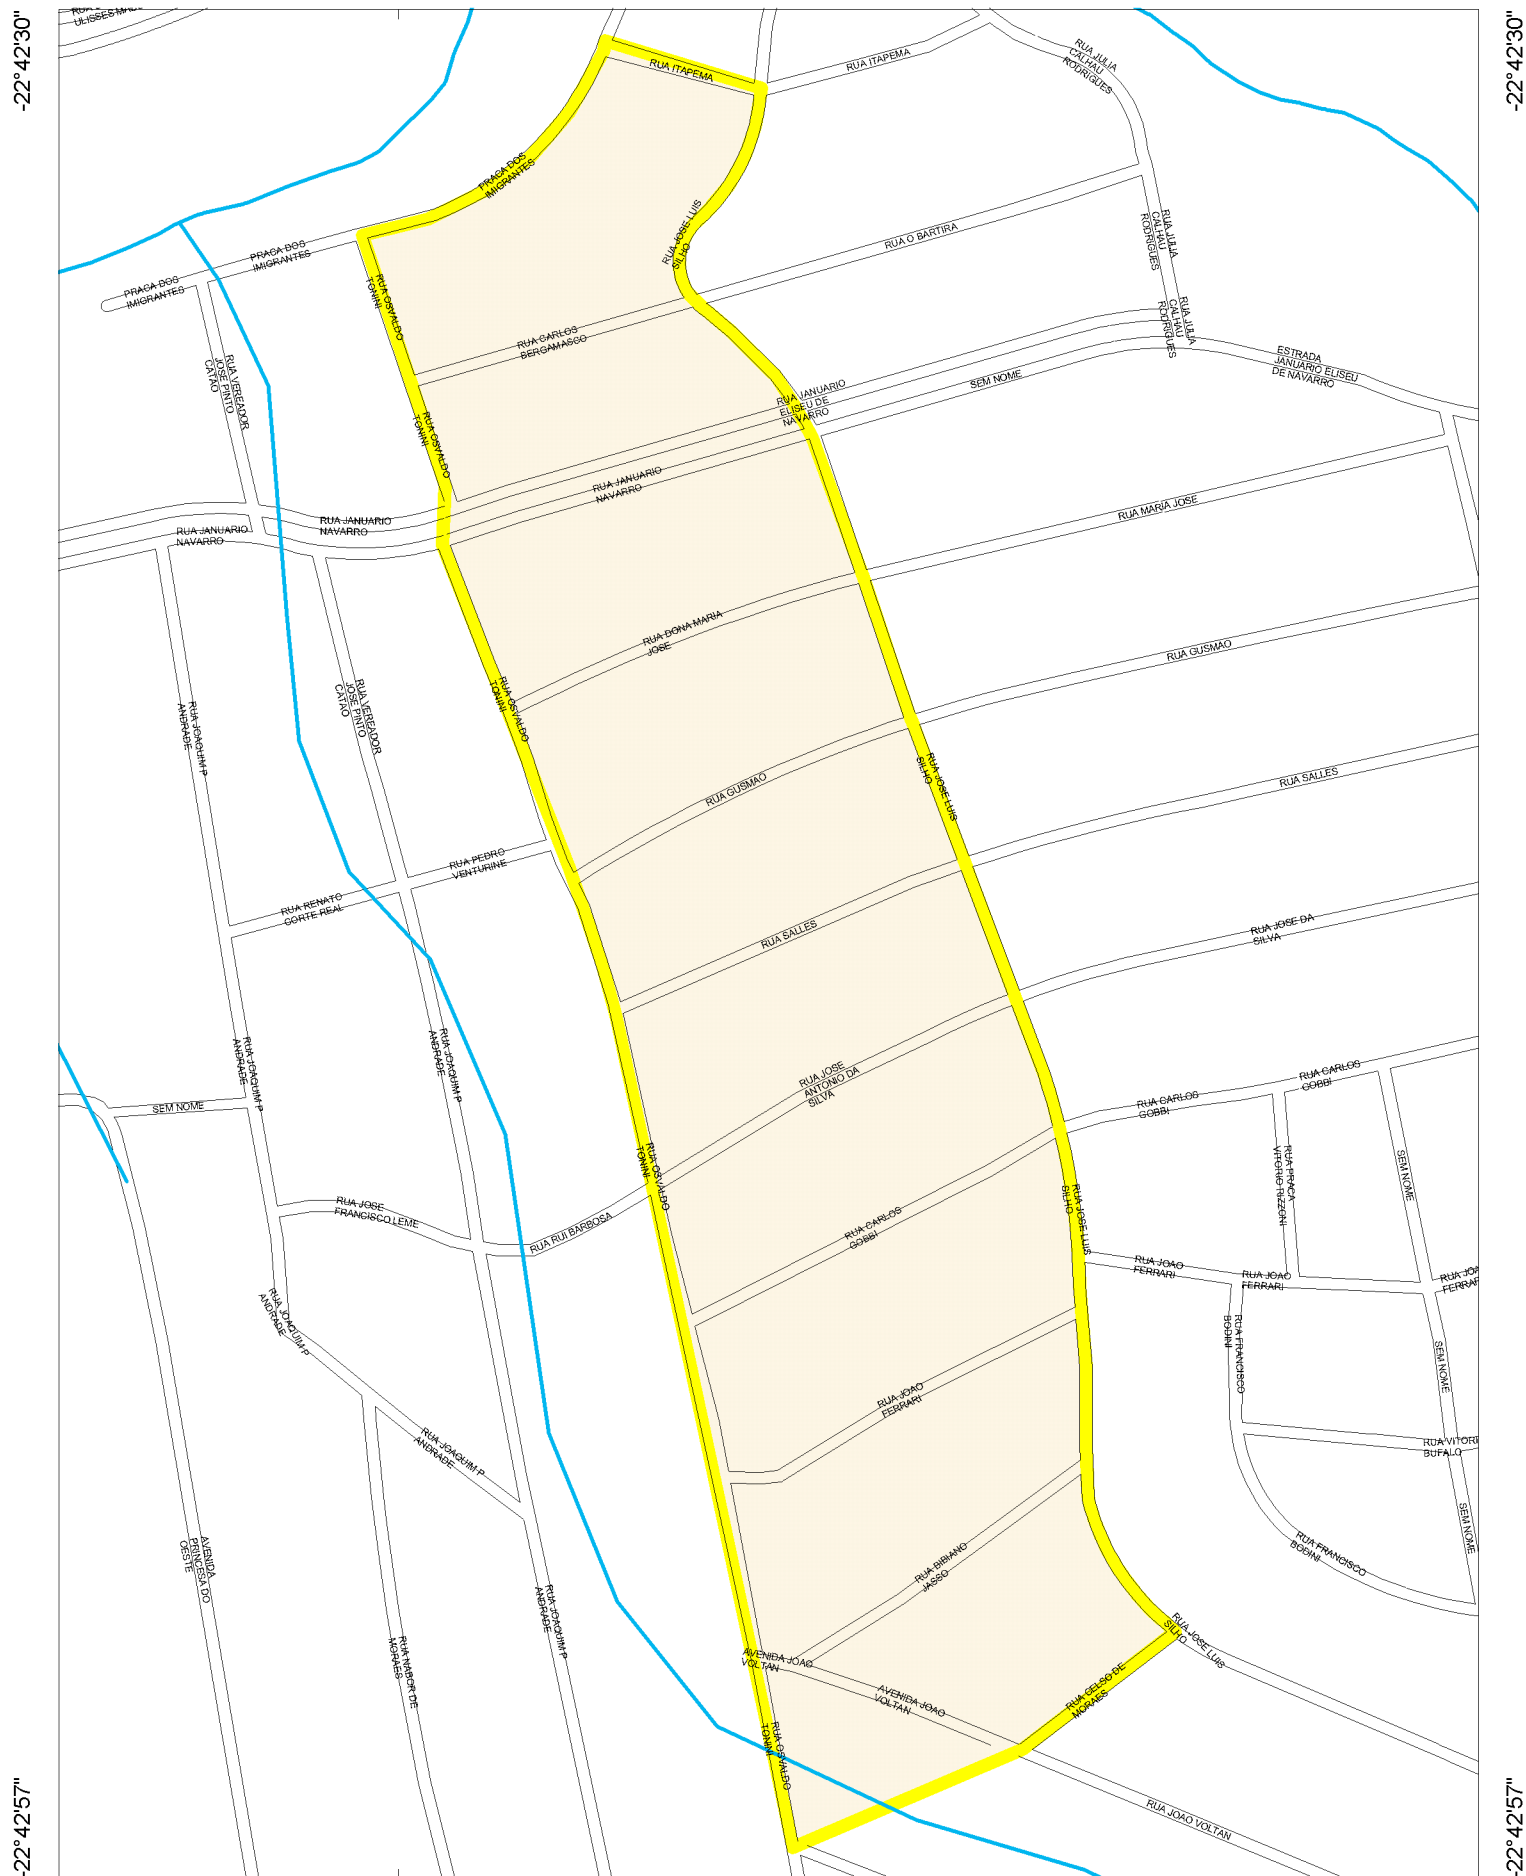 -22°42'30"
-22°42'30"
ULISSES
RUA ITAPEMA
RUA ITAPEMA
RUA JULIA
CALHAU
RODRIGUES
PRACA DOS
IMIGRANTES
RUA JOSE LUIS
SILHO
RUA JULIA
CALHAU
RODRIGUES
RUA O BARTIRA
PRACA DOS
IMIGRANTES
PRACA DOS
IMIGRANTES
RUA OSVALDO
TONINI
RUA CARLOS
BERGAMASCO
RUA JULIA
CALHAU
RODRIGUES
ESTRADA
JANUARIO ELISEU
DE NAVARRO
RUA VEREADOR
JOSE PINTO
CATAO
RUA JANUARIO
ELISEU DE
NAVARRO
SEM NOME
RUA OSVALDO
TONINI
RUA JANUARIO
NAVARRO
RUA MARIA JOSE
RUA JANUARIO
NAVARRO
RUA JANUARIO
NAVARRO
RUA DONA MARIA
JOSE
RUA GUSMAO
RUA OSVALDO
TONINI
RUA VEREADOR
JOSE PINTO
CATAO
RUA JOAQUIM P
ANDRADE
RUA GUSMAO
RUA JOSE LUIS
SILHO
RUA SALLES
RUA PEDRO
VENTURINE
RUA RENATO
CORTE REAL
RUA SALLES
RUA JOSE DA
SILVA
RUA JOAQUIM P
ANDRADE
RUA JOAQUIM P
ANDRADE
RUA JOSE
ANTONIO DA
SILVA
RUA CARLOS
GOBBI
RUA CARLOS
GOBBI
SEM NOME
RUA OSVALDO
TONINI
RUA PRACA
VITORIO RIZZONI
SEM NOME
RUA JOSE
FRANCISCO LEME
RUA RUI BARBOSA
RUA CARLOS
GOBBI
RUA JOSE LUIS
SILHO
RUA JOAO
FERRARI
RUA JOAO
FERRARI
RUA JOA
FERRAR
RUA JOAQUIM P
ANDRADE
RUA FRANCISCO
BODINI
SEM NOME
RUA JOAO
FERRARI
RUA JOAQUIM P
ANDRADE
RUA VITORI
BUFALO
SEM NOME
AVENIDA
PRINCESA DO
OESTE
RUA BIBIANO
JASSO
RUA FRANCISCO
BODINI
RUA JOAQUIM P
ANDRADE
RUA NABOR DE
MORAES
AVENIDA JOAO
VOLTAN
RUA JOSE LUIS
SILHO
RUA CELSO DE
MORAES
AVENIDA JOAO
VOLTAN
RUA OSVALDO
TONINI
RUA JOAO VOLTAN
-22°42'57"
-22°42'57"